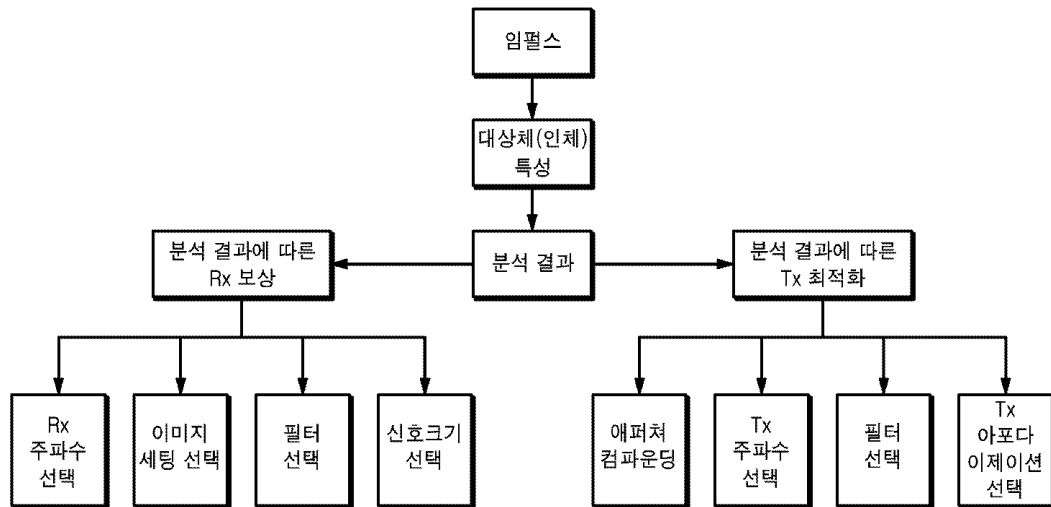 임펄스
대상체(인체)
특성
분석 결과에 따른
Rx 보상
분석 결과
분석 결과에 따른
Tx 최적화
Rx
주파수
선택
이미지
세팅 선택
필터
선택
신호크기
선택
애퍼쳐
컴파운딩
Tx
주파수
선택
필터
선택
Tx
아포다
이제이션
선택